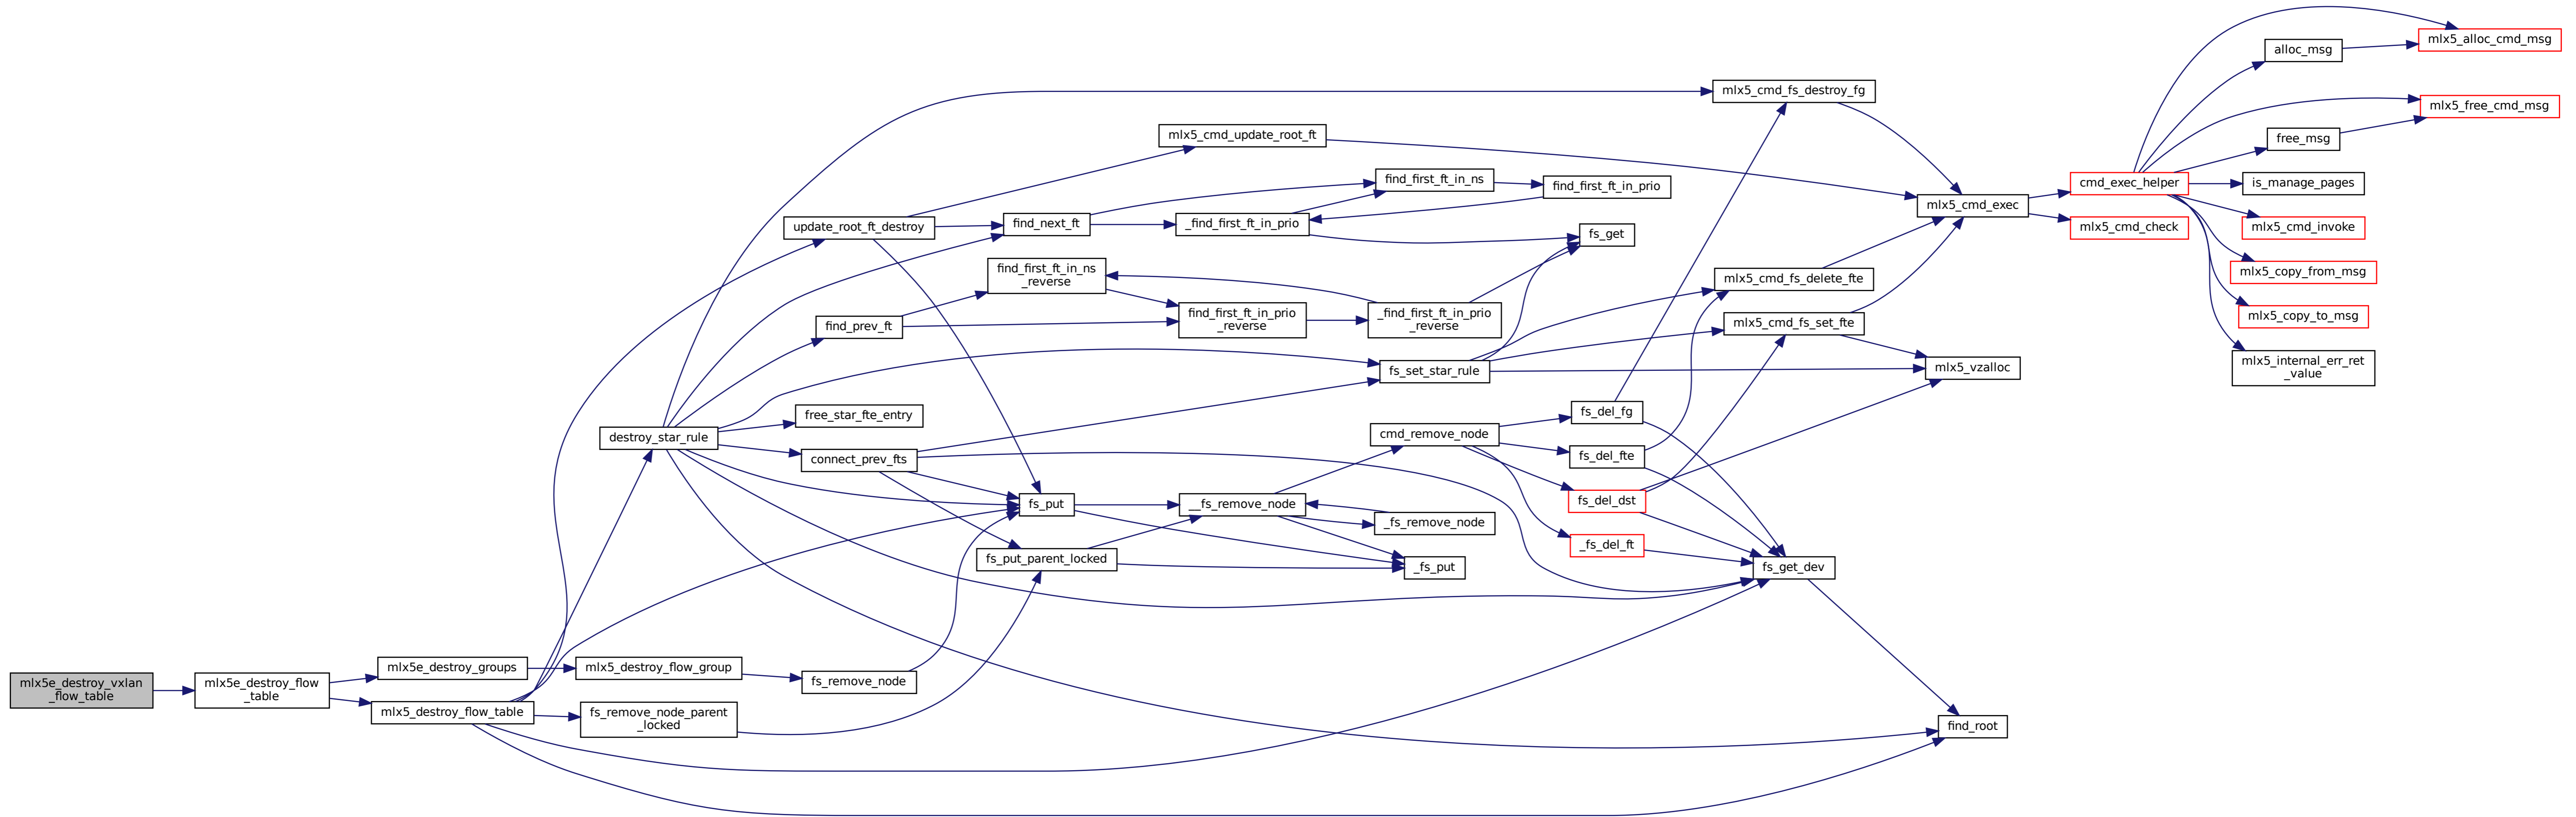 mlx5e_destroy_vxlan
_flow_table
mlx5e_destroy_flow
_table
mlx5e_destroy_groups
mlx5_destroy_flow_table
mlx5_destroy_flow_group
fs_remove_node_parent
_locked
destroy_star_rule
update_root_ft_destroy
find_prev_ft
free_star_fte_entry
connect_prev_fts
fs_remove_node
find_next_ft
find_first_ft_in_ns
_reverse
fs_put
fs_put_parent_locked
mlx5_cmd_update_root_ft
_find_first_ft_in_prio
find_first_ft_in_prio
_reverse
__fs_remove_node
find_first_ft_in_ns
_find_first_ft_in_prio
_reverse
fs_set_star_rule
cmd_remove_node
_fs_remove_node
_fs_put
find_first_ft_in_prio
fs_get
fs_del_fg
fs_del_fte
fs_del_dst
_fs_del_ft
mlx5_cmd_fs_destroy_fg
mlx5_cmd_fs_delete_fte
mlx5_cmd_fs_set_fte
fs_get_dev
mlx5_cmd_exec
mlx5_vzalloc
find_root
cmd_exec_helper
mlx5_cmd_check
alloc_msg
free_msg
is_manage_pages
mlx5_cmd_invoke
mlx5_copy_from_msg
mlx5_copy_to_msg
mlx5_internal_err_ret
_value
mlx5_alloc_cmd_msg
mlx5_free_cmd_msg